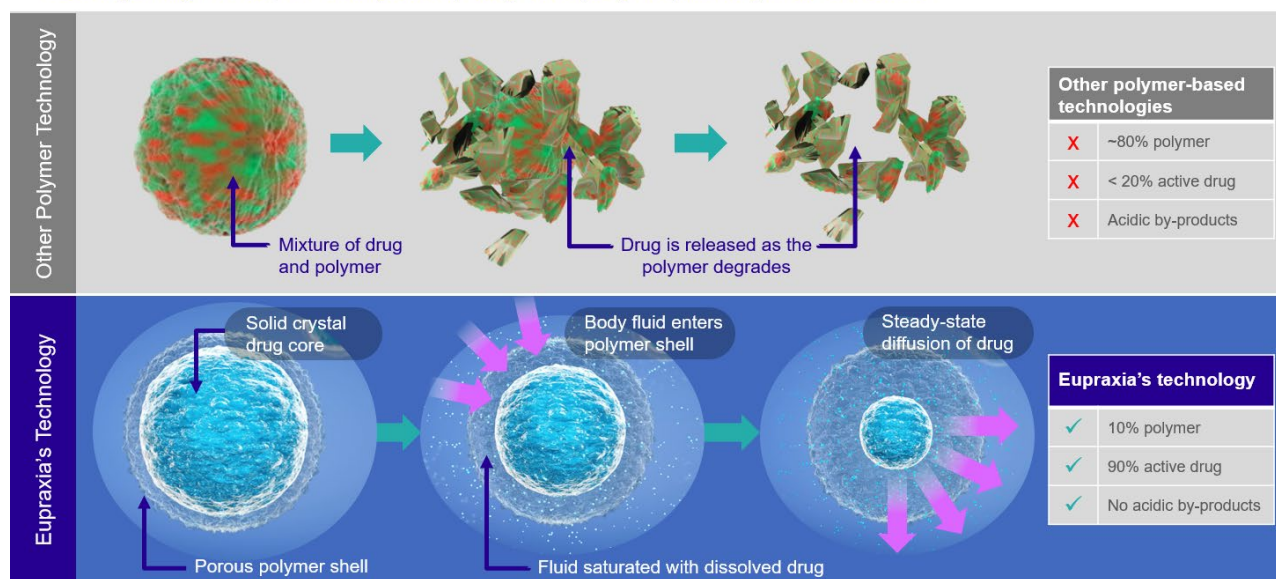 Other Polymer Technology
Mixture of drug
and polymer
Drug is released as the
polymer degrades
Other polymer-based
technologies
X ~80% polymer
X < 20% active drug
X Acidic by-products
Eupraxia's Technology
Solid crystal
drug core
Porous polymer shell
Body fluid enters
polymer shell
Fluid saturated with dissolved drug
Steady-state
diffusion of drug
Eupraxia's technology
✓ 10% polymer
✓ 90% active drug
✓ No acidic by-products